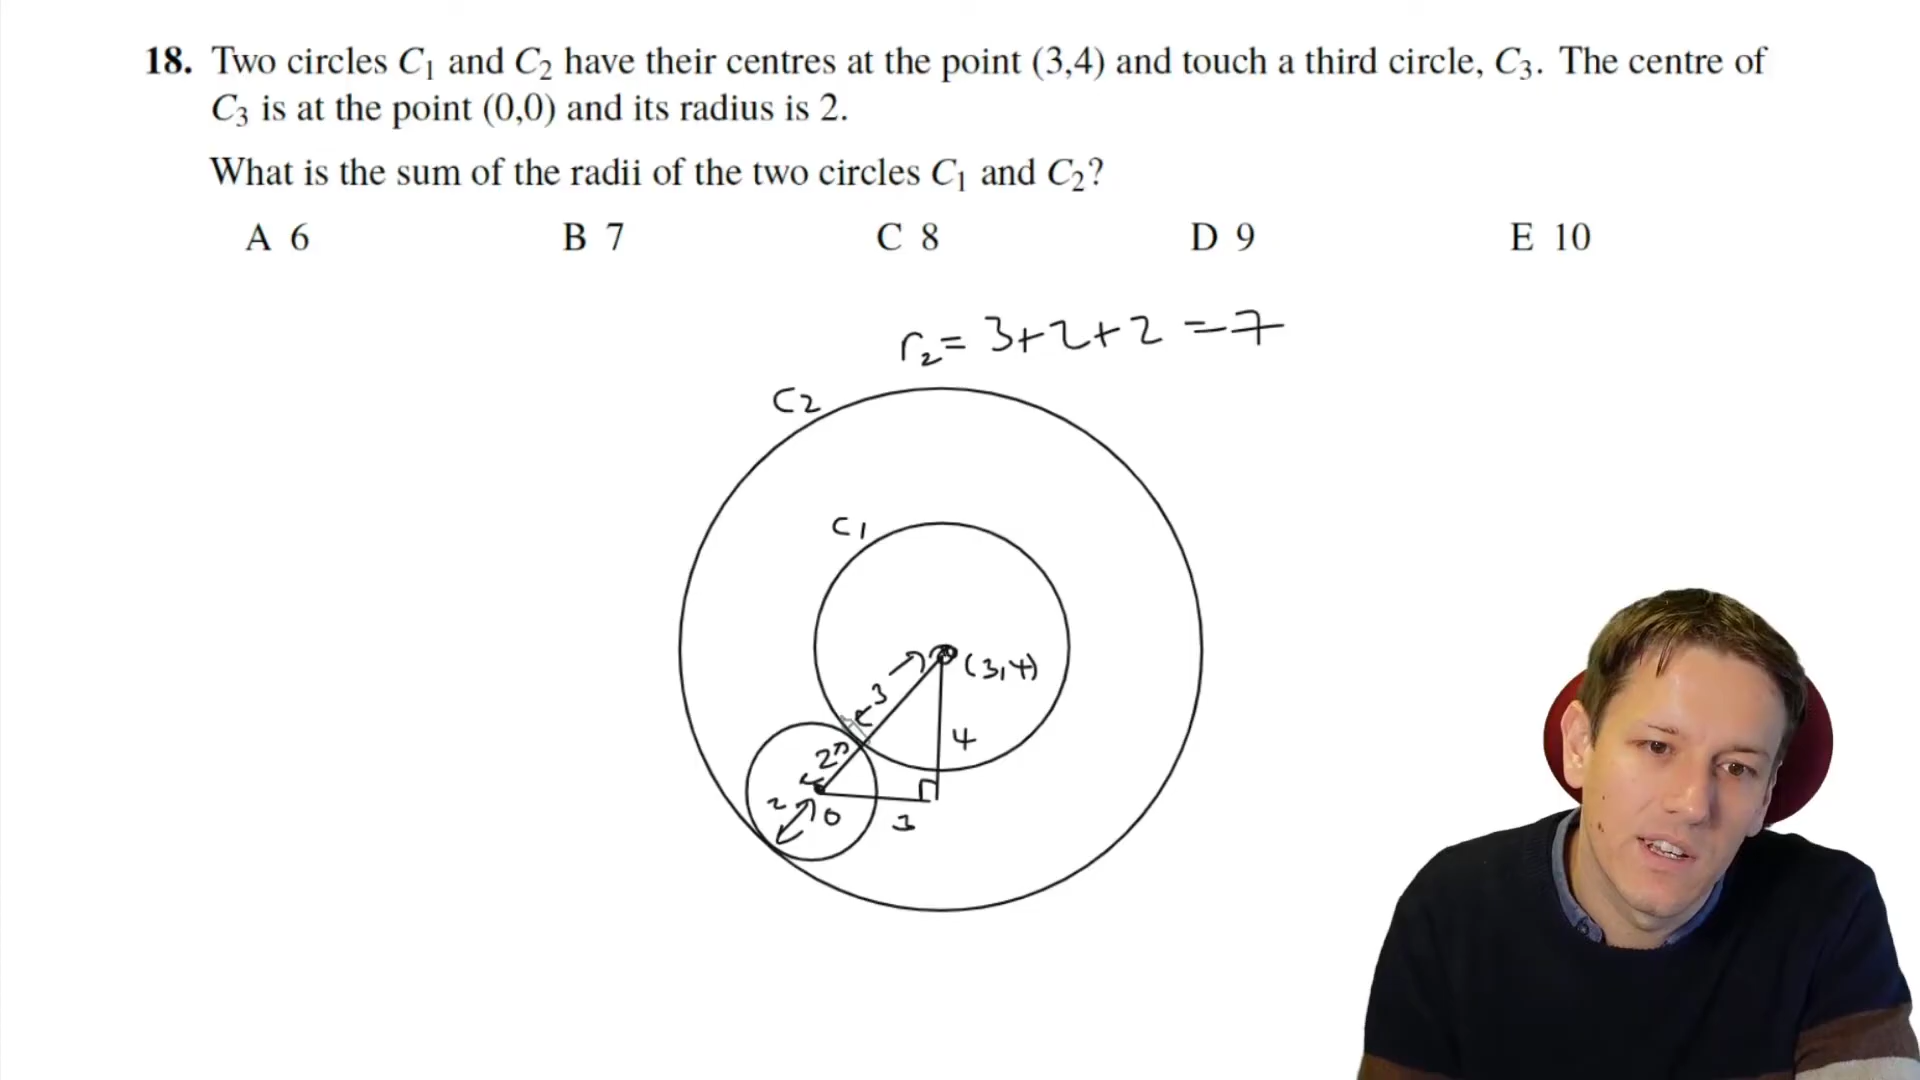 18. Two circles C₁ and C₂ have their centres at the point (3,4) and touch a third circle, C₃. The centre of
C₃ is at the point (0,0) and its radius is 2.
What is the sum of the radii of the two circles C₁ and C₂?
A 6 B 7 C 8 D 9 E 10
r₂ = 3+2+2 = 7
C2
C1
(3,4)
3
4
2
2
0
3